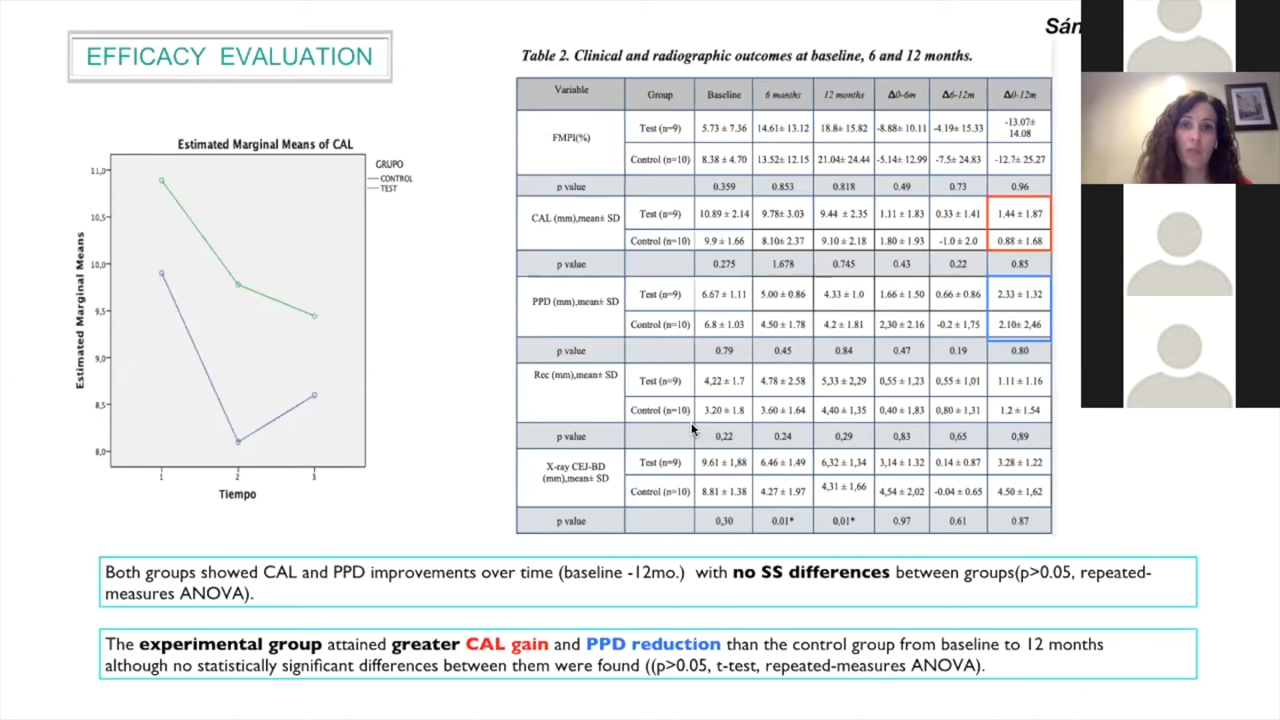 Sán
EFFICACY EVALUATION
Table 2. Clinical and radiographic outcomes at baseline, 6 and 12 months.
Estimated Marginal Means of CAL
Estimated Marginal Means
11,0
10,5
10,0
9,5
9,0
8,5
8,0
1 2 3
Tiempo
GRUPO
CONTROL
TEST
Variable Group Baseline 6 months 12 months Δ0-6m Δ6-12m Δ0-12m
FMPI(%)
Test (n=9) 5.73 ± 7.36 14.61± 13.12 18.8± 15.82 -8.88± 10.11 -4.19± 15.33 -13.07± 14.08
Control (n=10) 8.38 ± 4.70 13.52± 12.15 21.04± 24.44 -5.14± 12.99 -7.5± 24.83 -12.7± 25.27
p value 0.359 0.853 0.818 0.49 0.73 0.96
CAL (mm),mean± SD
Test (n=9) 10.89 ± 2.14 9.78± 3.03 9.44 ± 2.35 1.11 ± 1.83 0.33 ± 1.41 1.44 ± 1.87
Control (n=10) 9.9 ± 1.66 8.10± 2.37 9.10 ± 2.18 1.80 ± 1.93 -1.0 ± 2.0 0.88 ± 1.68
p value 0.275 1.678 0.745 0.43 0.22 0.85
PPD (mm),mean± SD
Test (n=9) 6.67 ± 1.11 5.00 ± 0.86 4.33 ± 1.0 1.66 ± 1.50 0.66 ± 0.86 2.33 ± 1.32
Control (n=10) 6.8 ± 1.03 4.50 ± 1.78 4.2 ± 1.81 2,30 ± 2.16 -0.2 ± 1,75 2.10± 2,46
p value 0.79 0.45 0.84 0.47 0.19 0.80
Rec (mm),mean± SD
Test (n=9) 4,22 ± 1.7 4.78 ± 2.58 5,33 ± 2,29 0,55 ± 1,23 0,55 ± 1,01 1.11 ± 1.16
Control (n=10) 3.20 ± 1.8 3.60 ± 1.64 4,40 ± 1,35 0,40 ± 1,83 0,80 ± 1,31 1.2 ± 1.54
p value 0,22 0.24 0,29 0,83 0,65 0,89
X-ray CEJ-BD
(mm),mean± SD
Test (n=9) 9.61 ± 1,88 6.46 ± 1.49 6,32 ± 1,34 3,14 ± 1.32 0.14 ± 0.87 3.28 ± 1.22
Control (n=10) 8.81 ± 1.38 4.27 ± 1.97 4,31 ± 1,66 4,54 ± 2,02 -0.04 ± 0.65 4.50 ± 1,62
p value 0,30 0.01* 0,01* 0.97 0.61 0.87
Both groups showed CAL and PPD improvements over time (baseline -12mo.) with no SS differences between groups(p>0.05, repeated-
measures ANOVA).
The experimental group attained greater CAL gain and PPD reduction than the control group from baseline to 12 months
although no statistically significant differences between them were found ((p>0.05, t-test, repeated-measures ANOVA).